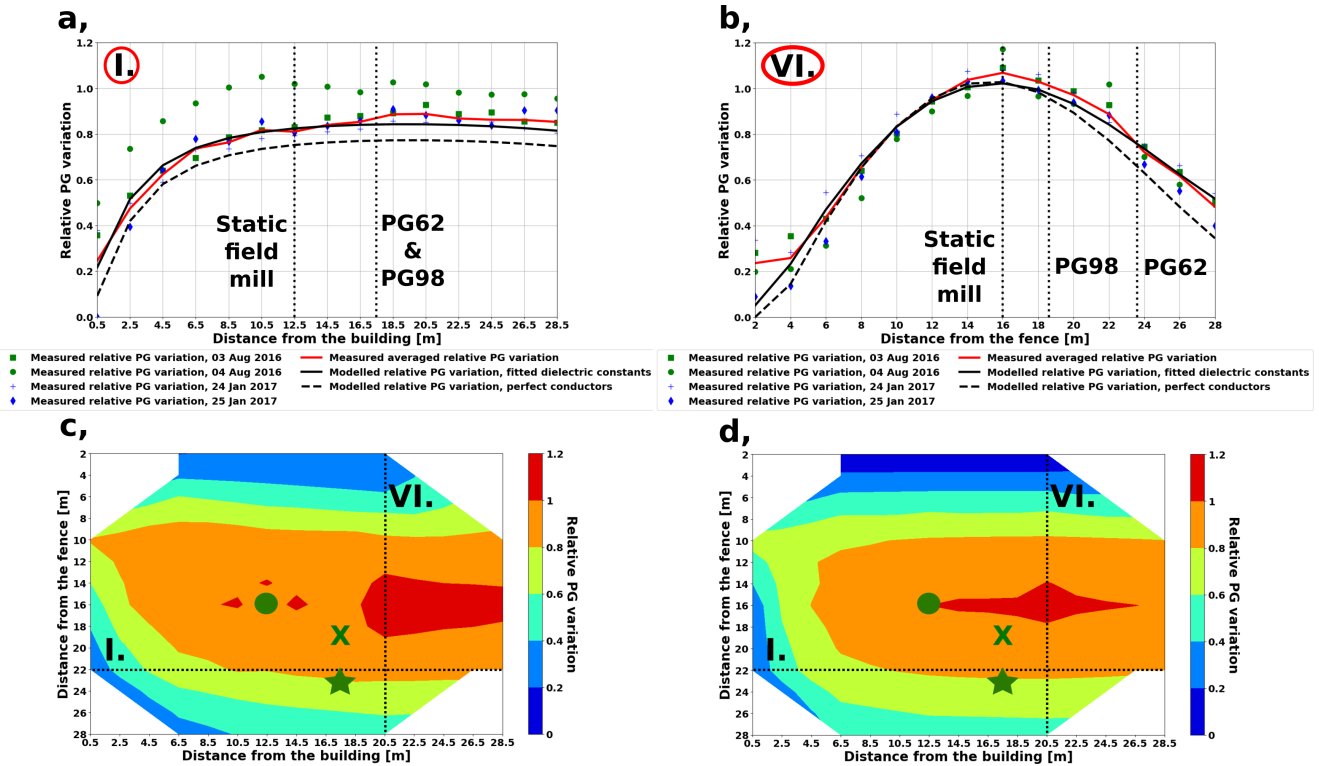 a,
I.
Relative PG variation
1.2
1.0
0.8
0.6
0.4
0.2
0.0
Static
field
mill
PG62
&
PG98
0.5 2.5 4.5 6.5 8.5 10.5 12.5 14.5 16.5 18.5 20.5 22.5 24.5 26.5 28.5
Distance from the building [m]
Measured relative PG variation, 03 Aug 2016
Measured relative PG variation, 04 Aug 2016
Measured relative PG variation, 24 Jan 2017
Measured relative PG variation, 25 Jan 2017
Measured averaged relative PG variation
Modelled relative PG variation, fitted dielectric constants
Modelled relative PG variation, perfect conductors
b,
VI.
Relative PG variation
1.2
1.0
0.8
0.6
0.4
0.2
0.0
Static
field
mill
PG98
PG62
2 4 6 8 10 12 14 16 18 20 22 24 26 28
Distance from the fence [m]
Measured relative PG variation, 03 Aug 2016
Measured relative PG variation, 04 Aug 2016
Measured relative PG variation, 24 Jan 2017
Measured relative PG variation, 25 Jan 2017
Measured averaged relative PG variation
Modelled relative PG variation, fitted dielectric constants
Modelled relative PG variation, perfect conductors
c,
Distance from the fence [m]
2
4
6
8
10
12
14
16
18
20
22
24
26
28
VI.
X
I.
0.5 2.5 4.5 6.5 8.5 10.5 12.5 14.5 16.5 18.5 20.5 22.5 24.5 26.5 28.5
Distance from the building [m]
1.2
1
0.8
0.6
0.4
0.2
0
Relative PG variation
d,
Distance from the fence [m]
2
4
6
8
10
12
14
16
18
20
22
24
26
28
VI.
X
I.
0.5 2.5 4.5 6.5 8.5 10.5 12.5 14.5 16.5 18.5 20.5 22.5 24.5 26.5 28.5
Distance from the building [m]
1.2
1
0.8
0.6
0.4
0.2
0
Relative PG variation